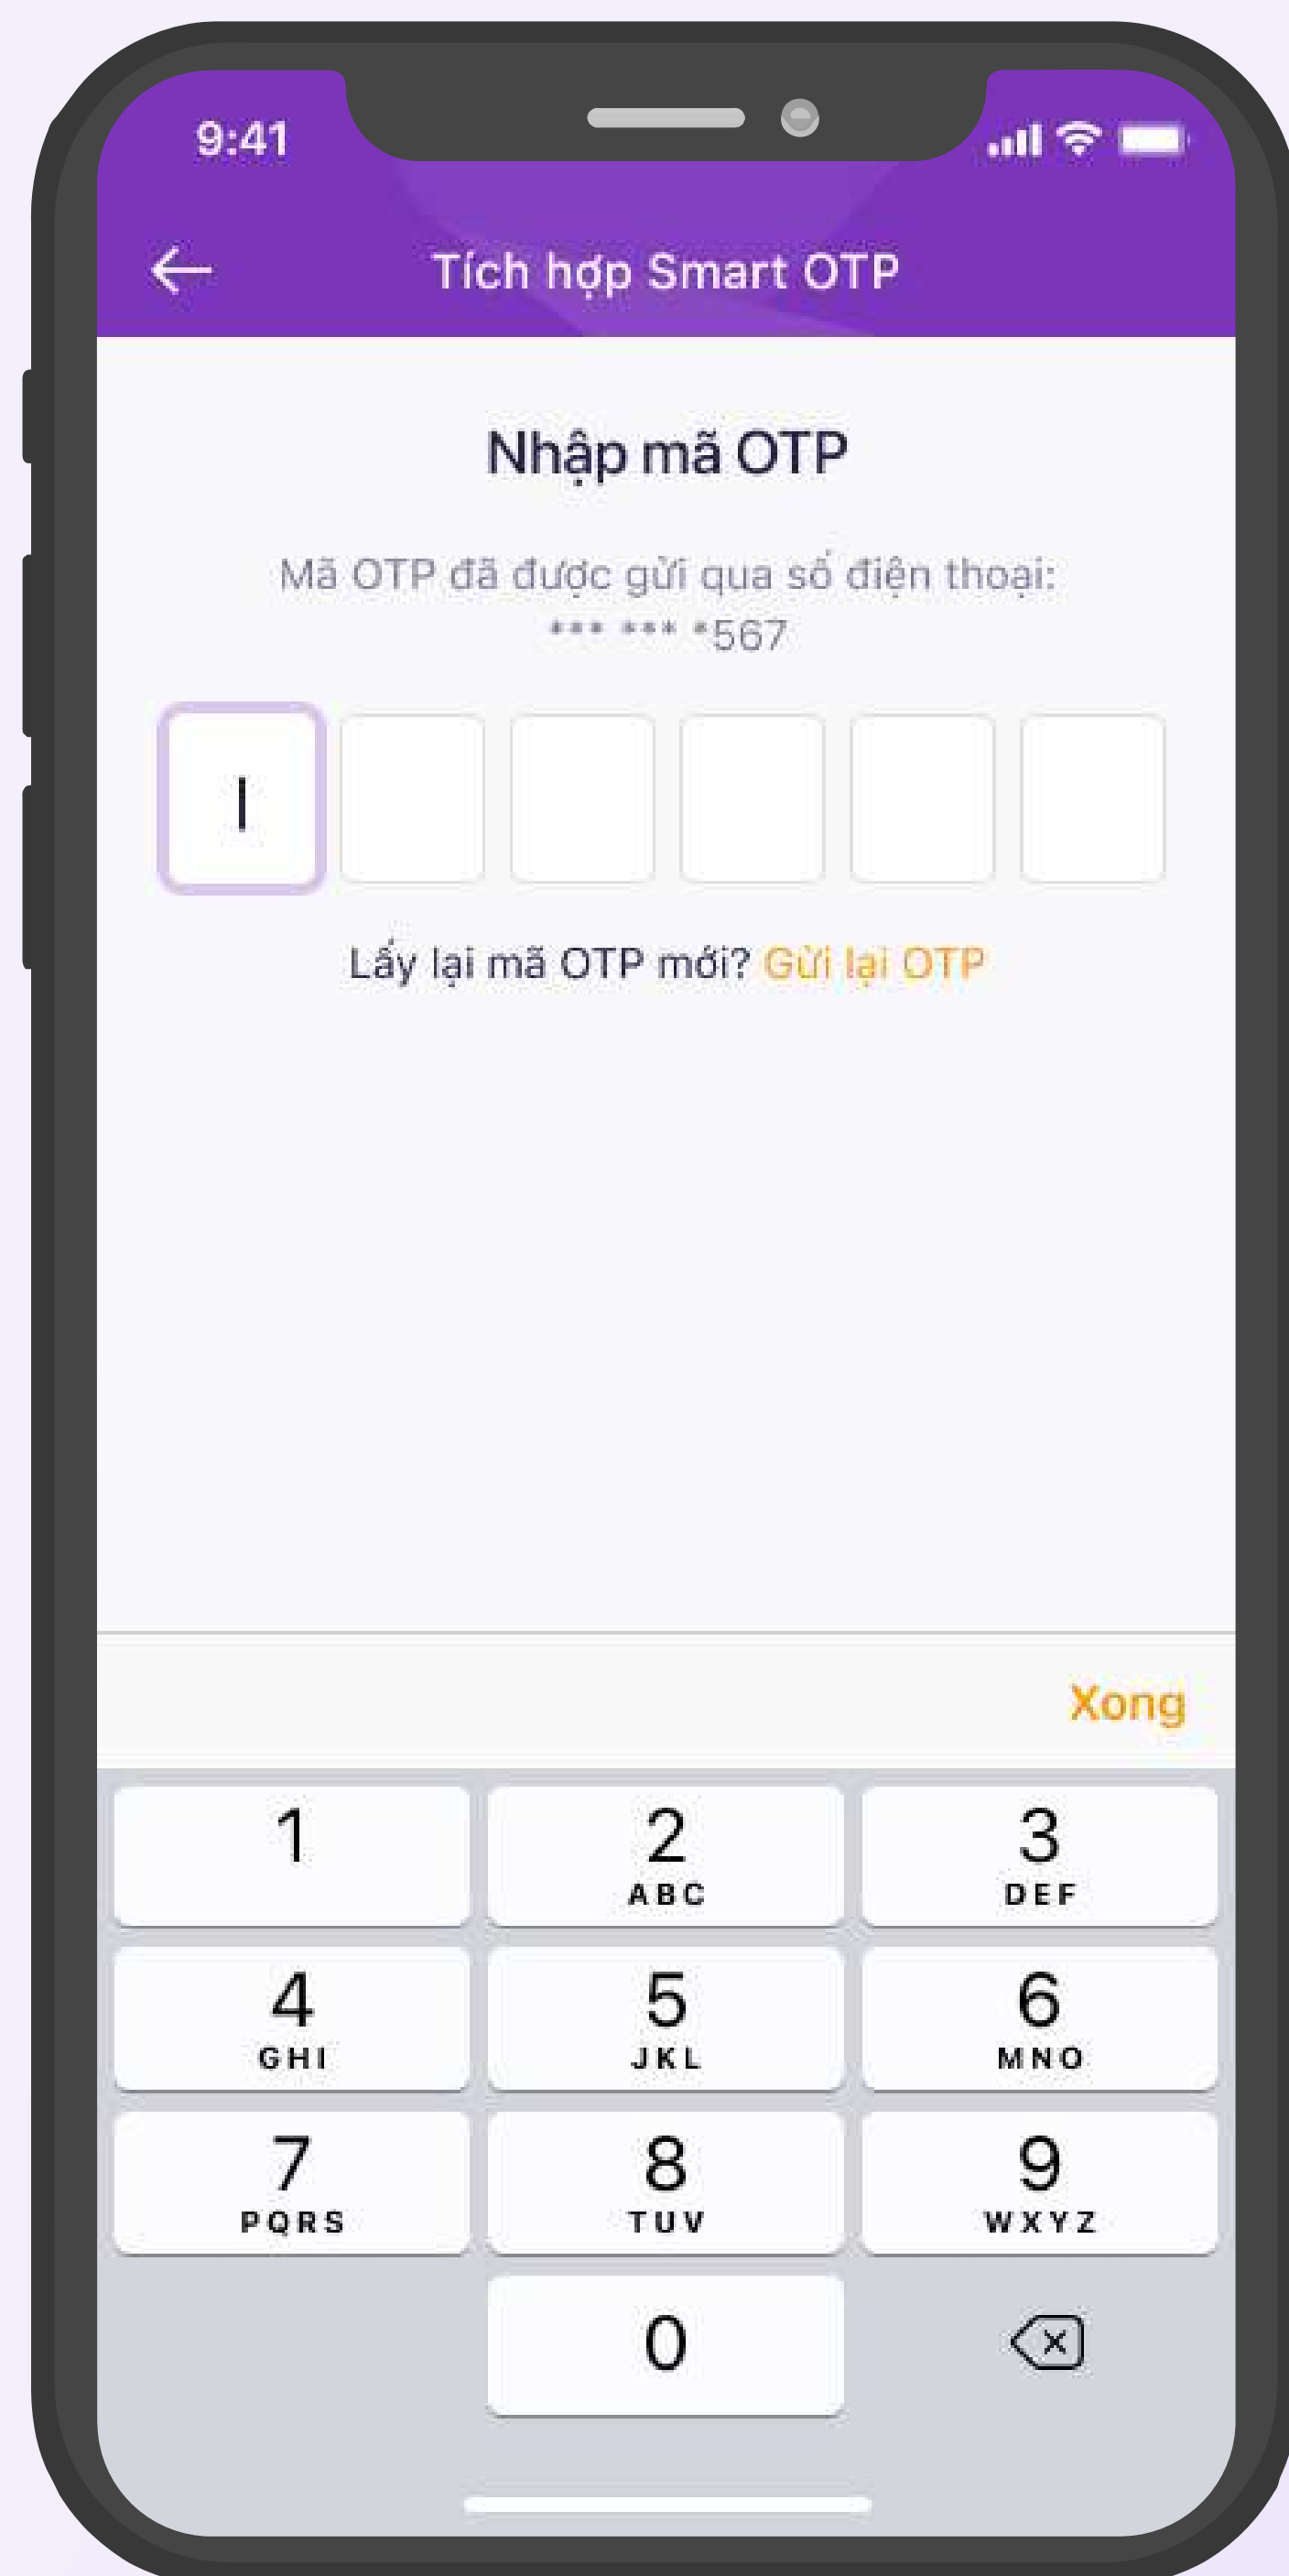 9:41
Tích hợp Smart OTP
Nhập mã OTP
Mã OTP đã được gửi qua số điện thoại:
*** *** *567
Lấy lại mã OTP mới? Gửi lại OTP
Xong
1 2 3
ABC DEF
4 5 6
GHI JKL MNO
7 8 9
PQRS TUV WXYZ
0